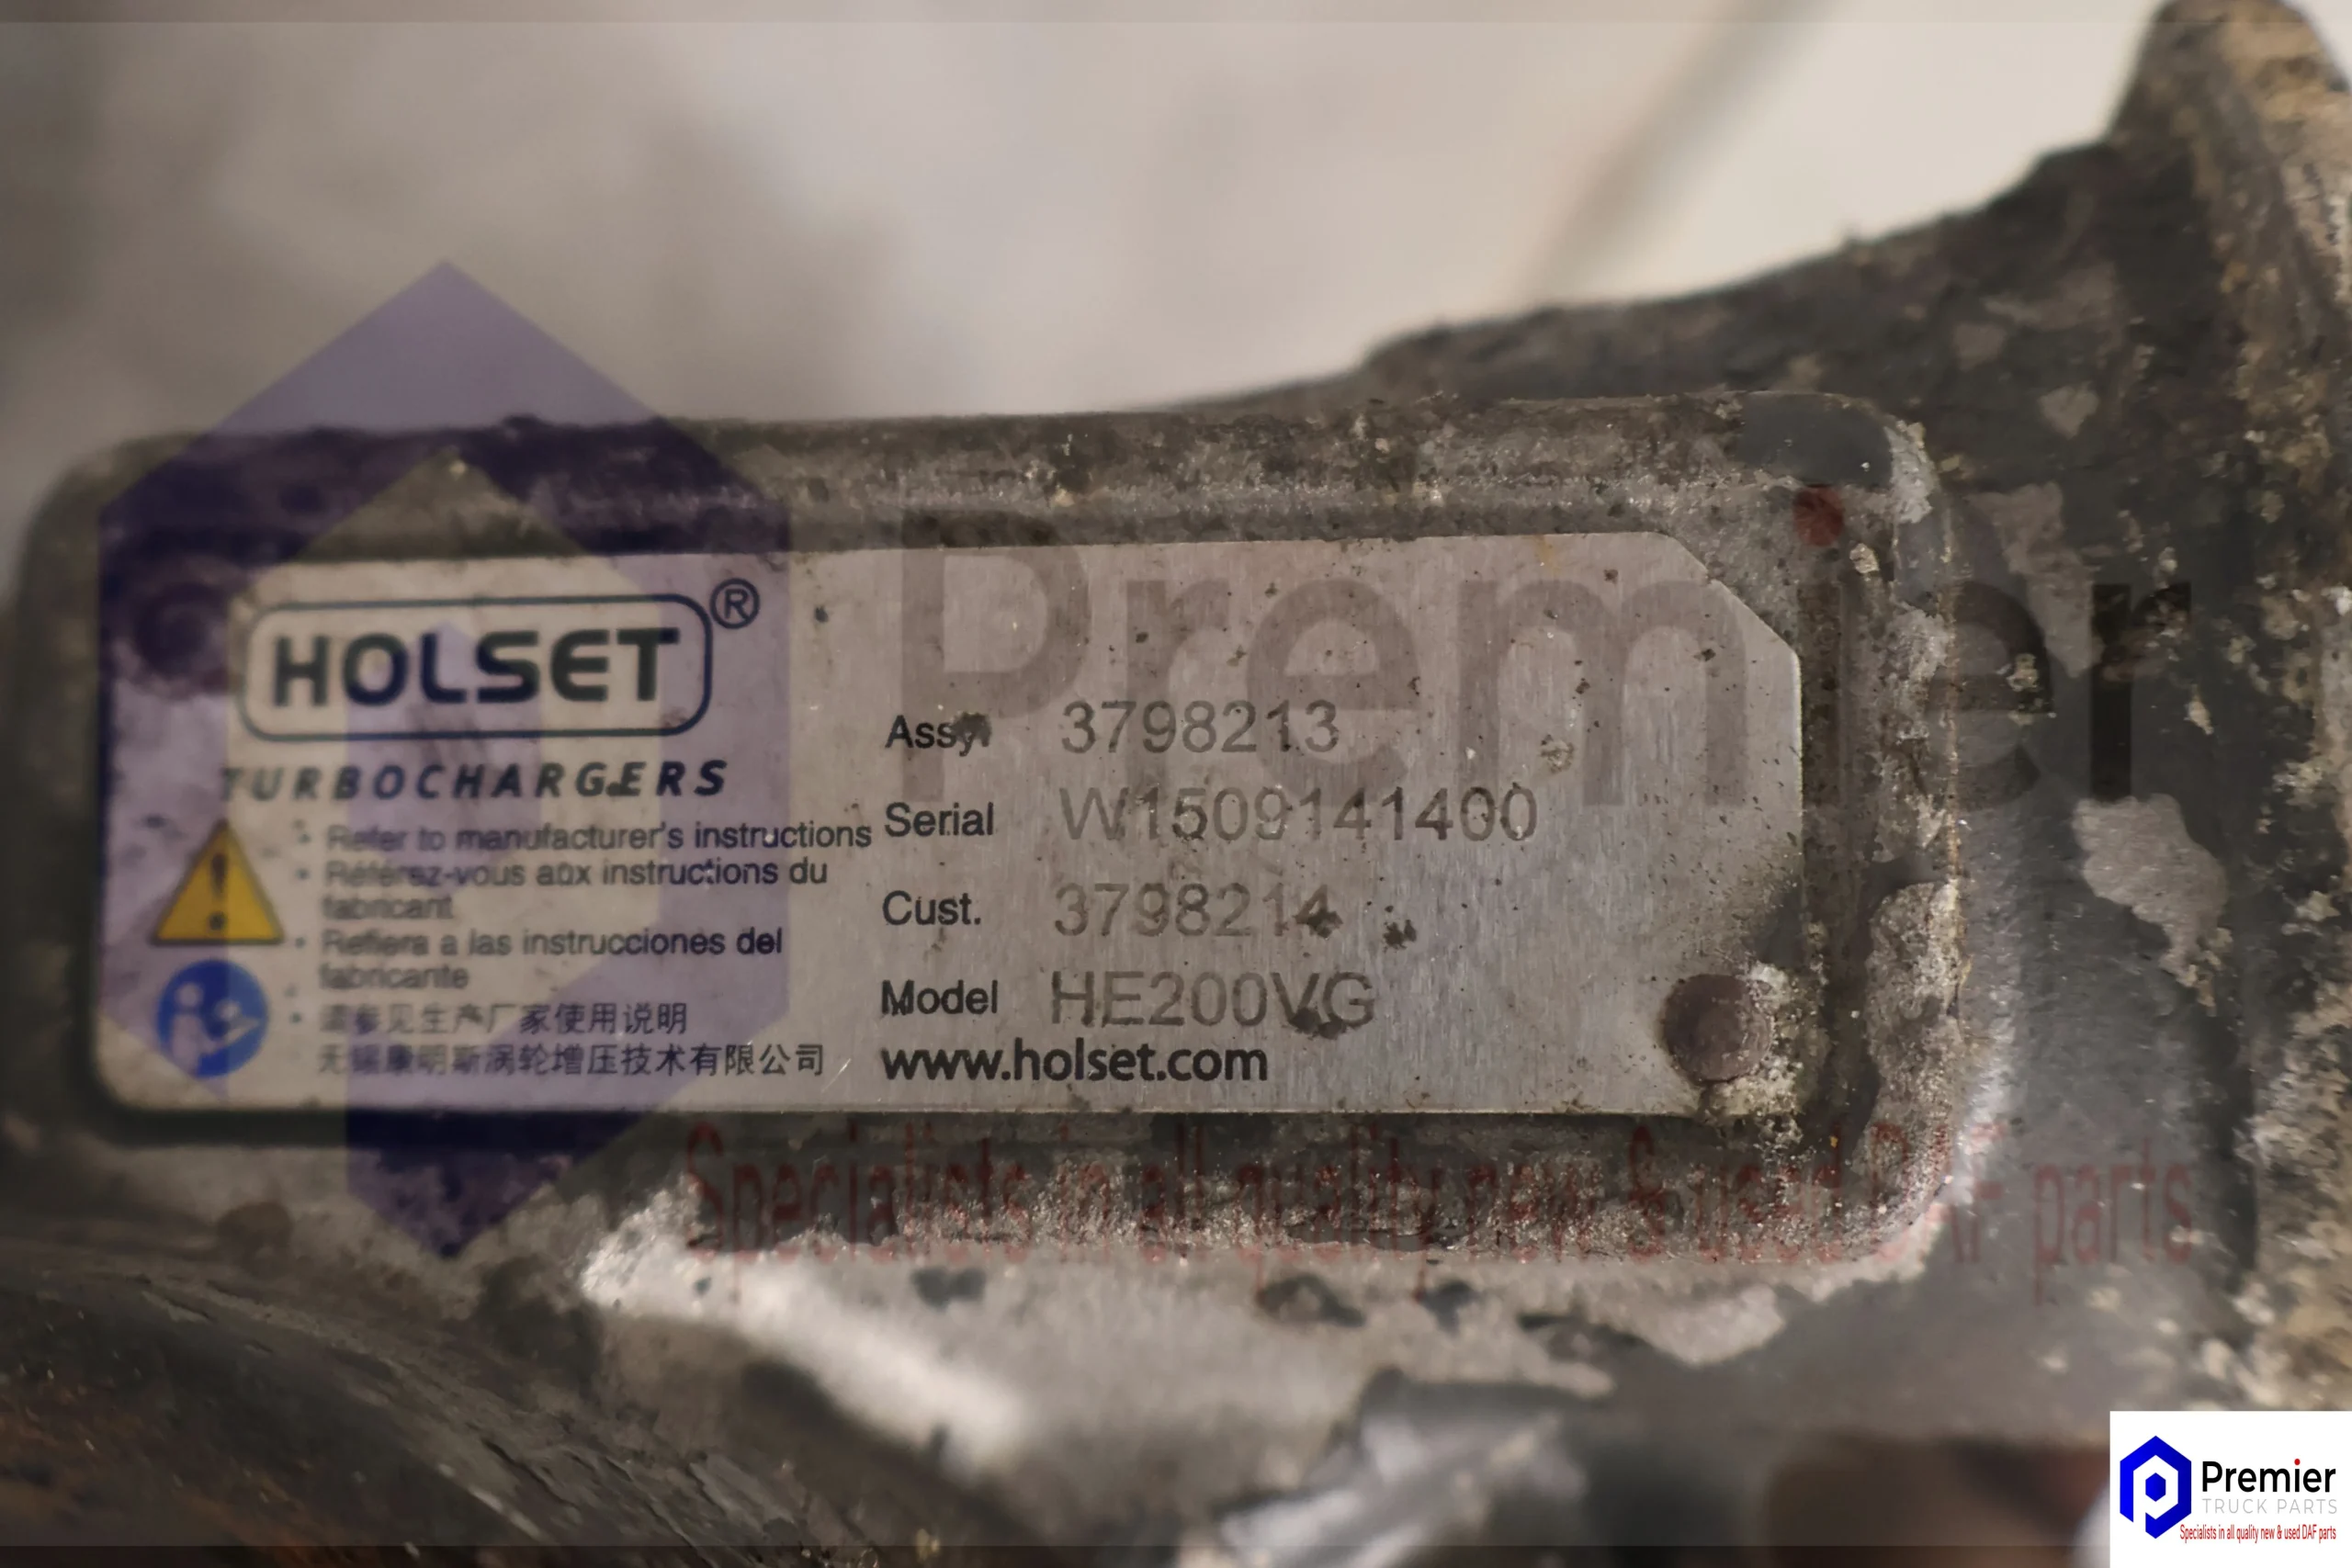 HOLSET®
TURBOCHARGERS
• Refer to manufacturer's instructions
• Référez-vous aux instructions du
fabricant
• Refiera a las instrucciones del
fabricante
• 请参见生产厂家使用说明
无锡康明斯涡轮增压技术有限公司
Assy. 3798213
Serial W1509141400
Cust. 3798214
Model HE200VG
www.holset.com
Premier
Specialists in all quality new & used DAF parts
Premier
TRUCK PARTS
Specialists in all quality new & used DAF parts